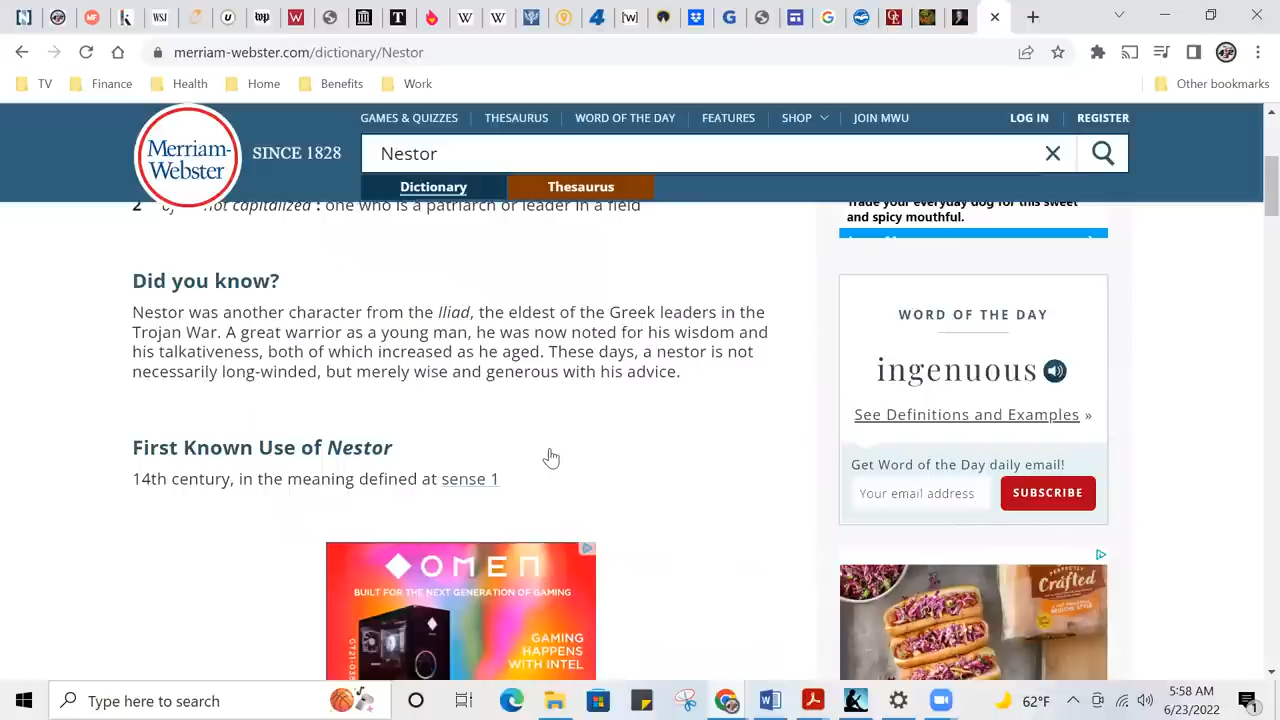 merriam-webster.com/dictionary/Nestor
TV Finance Health Home Benefits Work Other bookmarks
GAMES & QUIZZES THESAURUS WORD OF THE DAY FEATURES SHOP JOIN MWU LOG IN REGISTER
Merriam-
Webster
SINCE 1828
Nestor
Dictionary Thesaurus
2 not capitalized : one who is a patriarch or leader in a field
Trade your everyday dog for this sweet
and spicy mouthful.
Did you know?
Nestor was another character from the Iliad, the eldest of the Greek leaders in the
Trojan War. A great warrior as a young man, he was now noted for his wisdom and
his talkativeness, both of which increased as he aged. These days, a nestor is not
necessarily long-winded, but merely wise and generous with his advice.
First Known Use of Nestor
14th century, in the meaning defined at sense 1
WORD OF THE DAY
ingenuous
See Definitions and Examples »
Get Word of the Day daily email!
Your email address SUBSCRIBE
OMEN
BUILT FOR THE NEXT GENERATION OF GAMING
GAMING
HAPPENS
WITH INTEL
PERFECTLY
Crafted
Type here to search
62°F
5:58 AM
6/23/2022